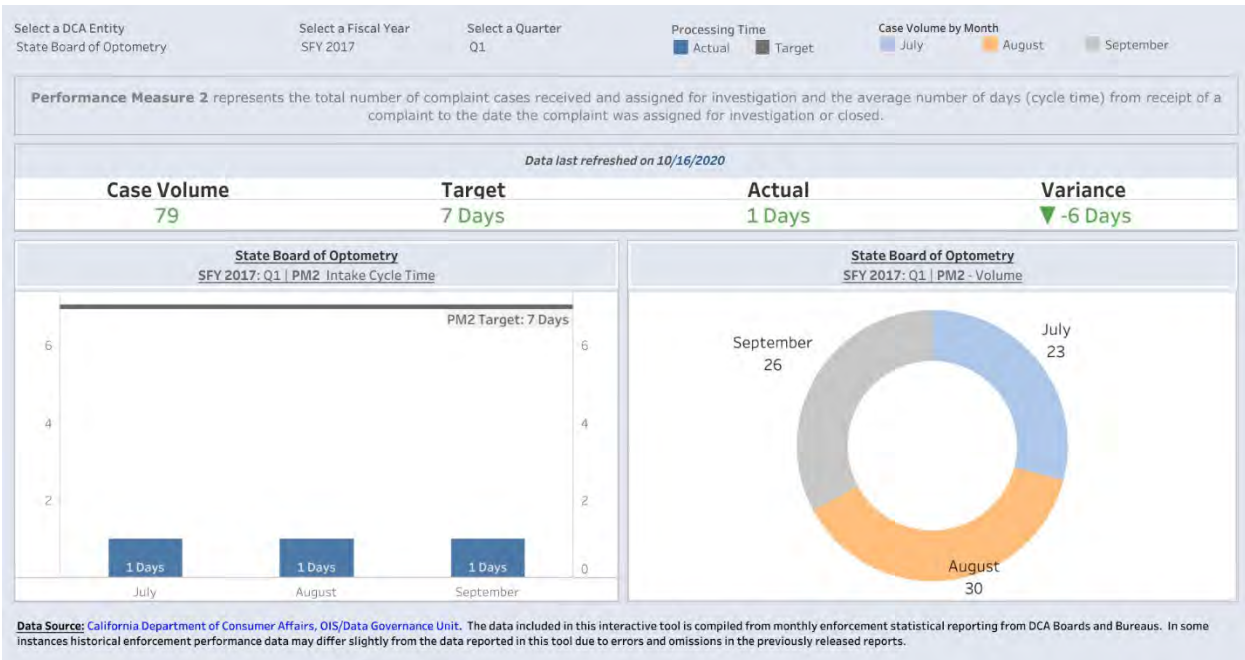 Select a DCA Entity
State Board of Optometry
Select a Fiscal Year
SFY 2017
Select a Quarter
Q1
Processing Time
Actual Target
Case Volume by Month
July August September
Performance Measure 2 represents the total number of complaint cases received and assigned for investigation and the average number of days (cycle time) from receipt of a
complaint to the date the complaint was assigned for investigation or closed.
Data last refreshed on 10/16/2020
Case Volume Target Actual Variance
79 7 Days 1 Days ▼ -6 Days
State Board of Optometry
SFY 2017: Q1 | PM2 Intake Cycle Time
PM2 Target: 7 Days
6 6
4 4
2 2
1 Days 1 Days 1 Days 0
July August September
State Board of Optometry
SFY 2017: Q1 | PM2 - Volume
July
23
September
26
August
30
Data Source: California Department of Consumer Affairs, OIS/Data Governance Unit. The data included in this interactive tool is compiled from monthly enforcement statistical reporting from DCA Boards and Bureaus. In some
instances historical enforcement performance data may differ slightly from the data reported in this tool due to errors and omissions in the previously released reports.